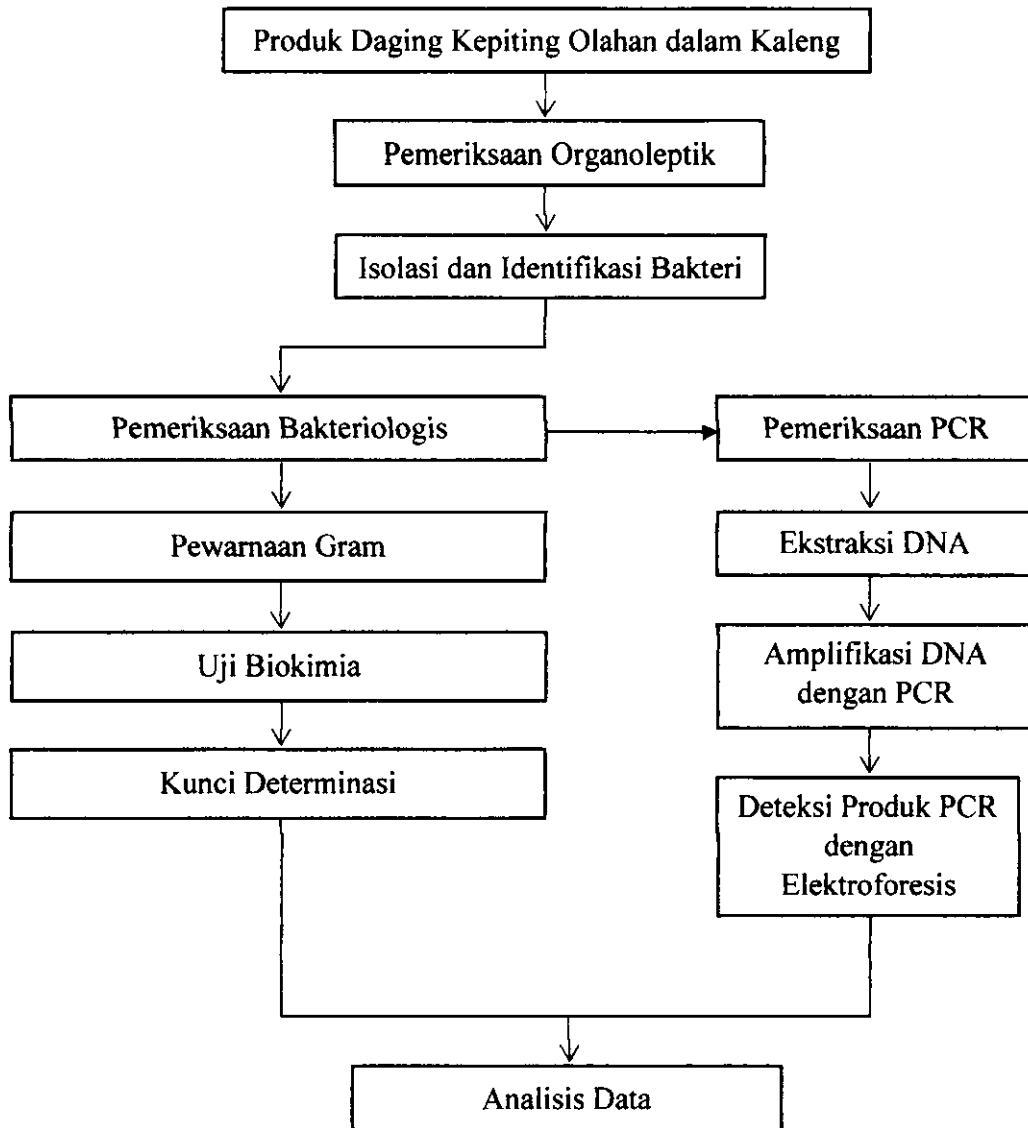 Produk Daging Kepiting Olahan dalam Kaleng
Pemeriksaan Organoleptik
Isolasi dan Identifikasi Bakteri
Pemeriksaan Bakteriologis
Pemeriksaan PCR
Pewarnaan Gram
Ekstraksi DNA
Uji Biokimia
Amplifikasi DNA
dengan PCR
Kunci Determinasi
Deteksi Produk PCR
dengan
Elektroforesis
Analisis Data